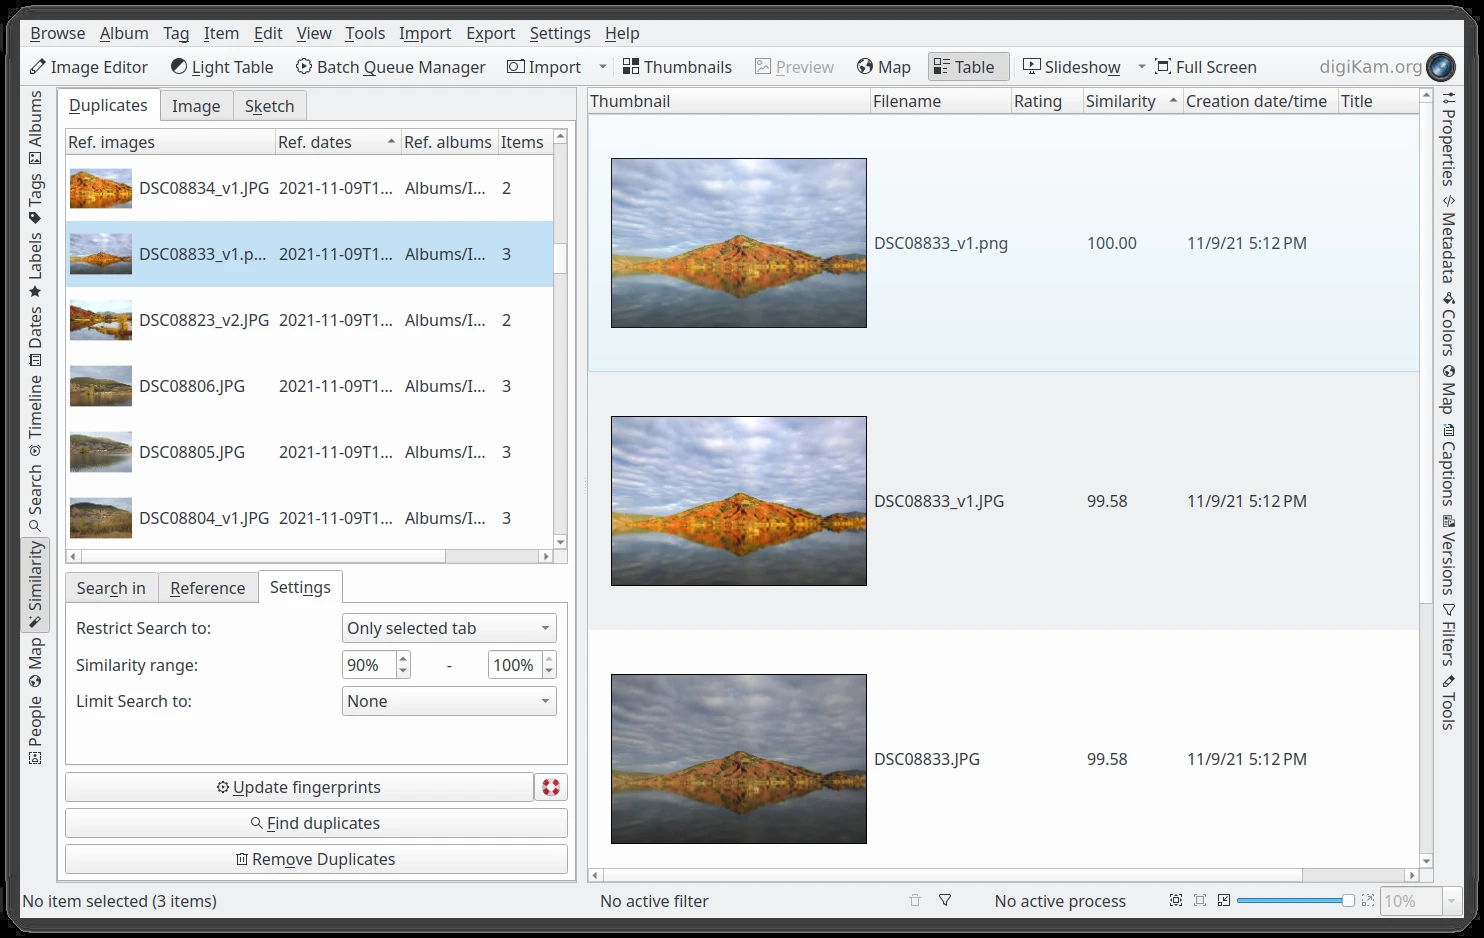 Browse Album Tag Item Edit View Tools Import Export Settings Help
Image Editor Light Table Batch Queue Manager Import Thumbnails Preview Map Table Slideshow Full Screen digiKam.org
Albums
Tags
Labels
Dates
Timeline
Search
Similarity
Map
People
Duplicates Image Sketch
Ref. images Ref. dates Ref. albums Items
DSC08834_v1.JPG 2021-11-09T1... Albums/I... 2
DSC08833_v1.p... 2021-11-09T1... Albums/I... 3
DSC08823_v2.JPG 2021-11-09T1... Albums/I... 2
DSC08806.JPG 2021-11-09T1... Albums/I... 3
DSC08805.JPG 2021-11-09T1... Albums/I... 3
DSC08804_v1.JPG 2021-11-09T1... Albums/I... 3
Search in Reference Settings
Restrict Search to: Only selected tab
Similarity range: 90% - 100%
Limit Search to: None
Update fingerprints
Find duplicates
Remove Duplicates
Thumbnail Filename Rating Similarity Creation date/time Title
DSC08833_v1.png 100.00 11/9/21 5:12 PM
DSC08833_v1.JPG 99.58 11/9/21 5:12 PM
DSC08833.JPG 99.58 11/9/21 5:12 PM
Properties
Metadata
Colors
Map
Captions
Versions
Filters
Tools
No item selected (3 items) No active filter No active process 10%